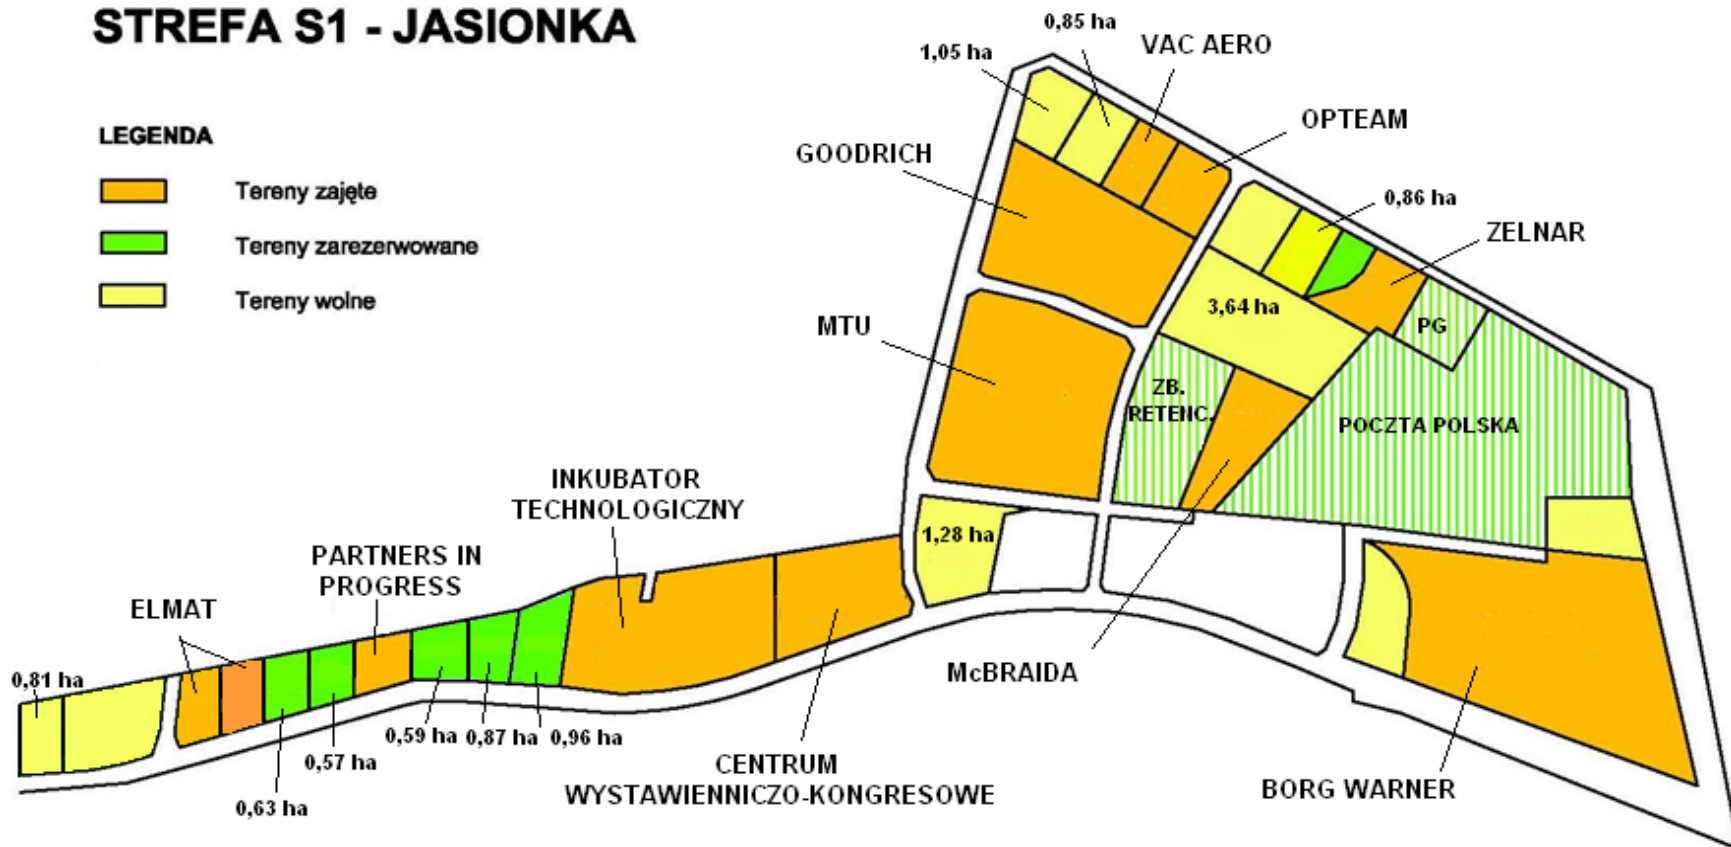 STREFA S1 - JASIONKA
LEGENDA
Tereny zajęte
Tereny zarezerwowane
Tereny wolne
0,85 ha
1,05 ha
VAC AERO
OPTEAM
GOODRICH
0,86 ha
ZELNAR
MTU
3,64 ha
PG
ZB.
RETENC.
POCZTA POLSKA
INKUBATOR
TECHNOLOGICZNY
1,28 ha
PARTNERS IN
PROGRESS
ELMAT
McBRAIDA
0,81 ha
0,59 ha
0,87 ha
0,96 ha
0,57 ha
0,63 ha
CENTRUM
WYSTAWIENNICZO-KONGRESOWE
BORG WARNER